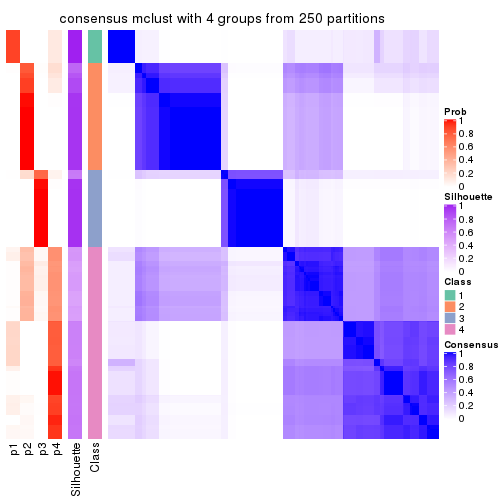 consensus mclust with 4 groups from 250 partitions
Prob
1
0.8
0.6
0.4
0.2
0
Silhouette
1
0.8
0.6
0.4
0.2
0
Class
1
2
3
4
Consensus
1
0.8
0.6
0.4
0.2
0
p1
p2
p3
p4
Silhouette
Class